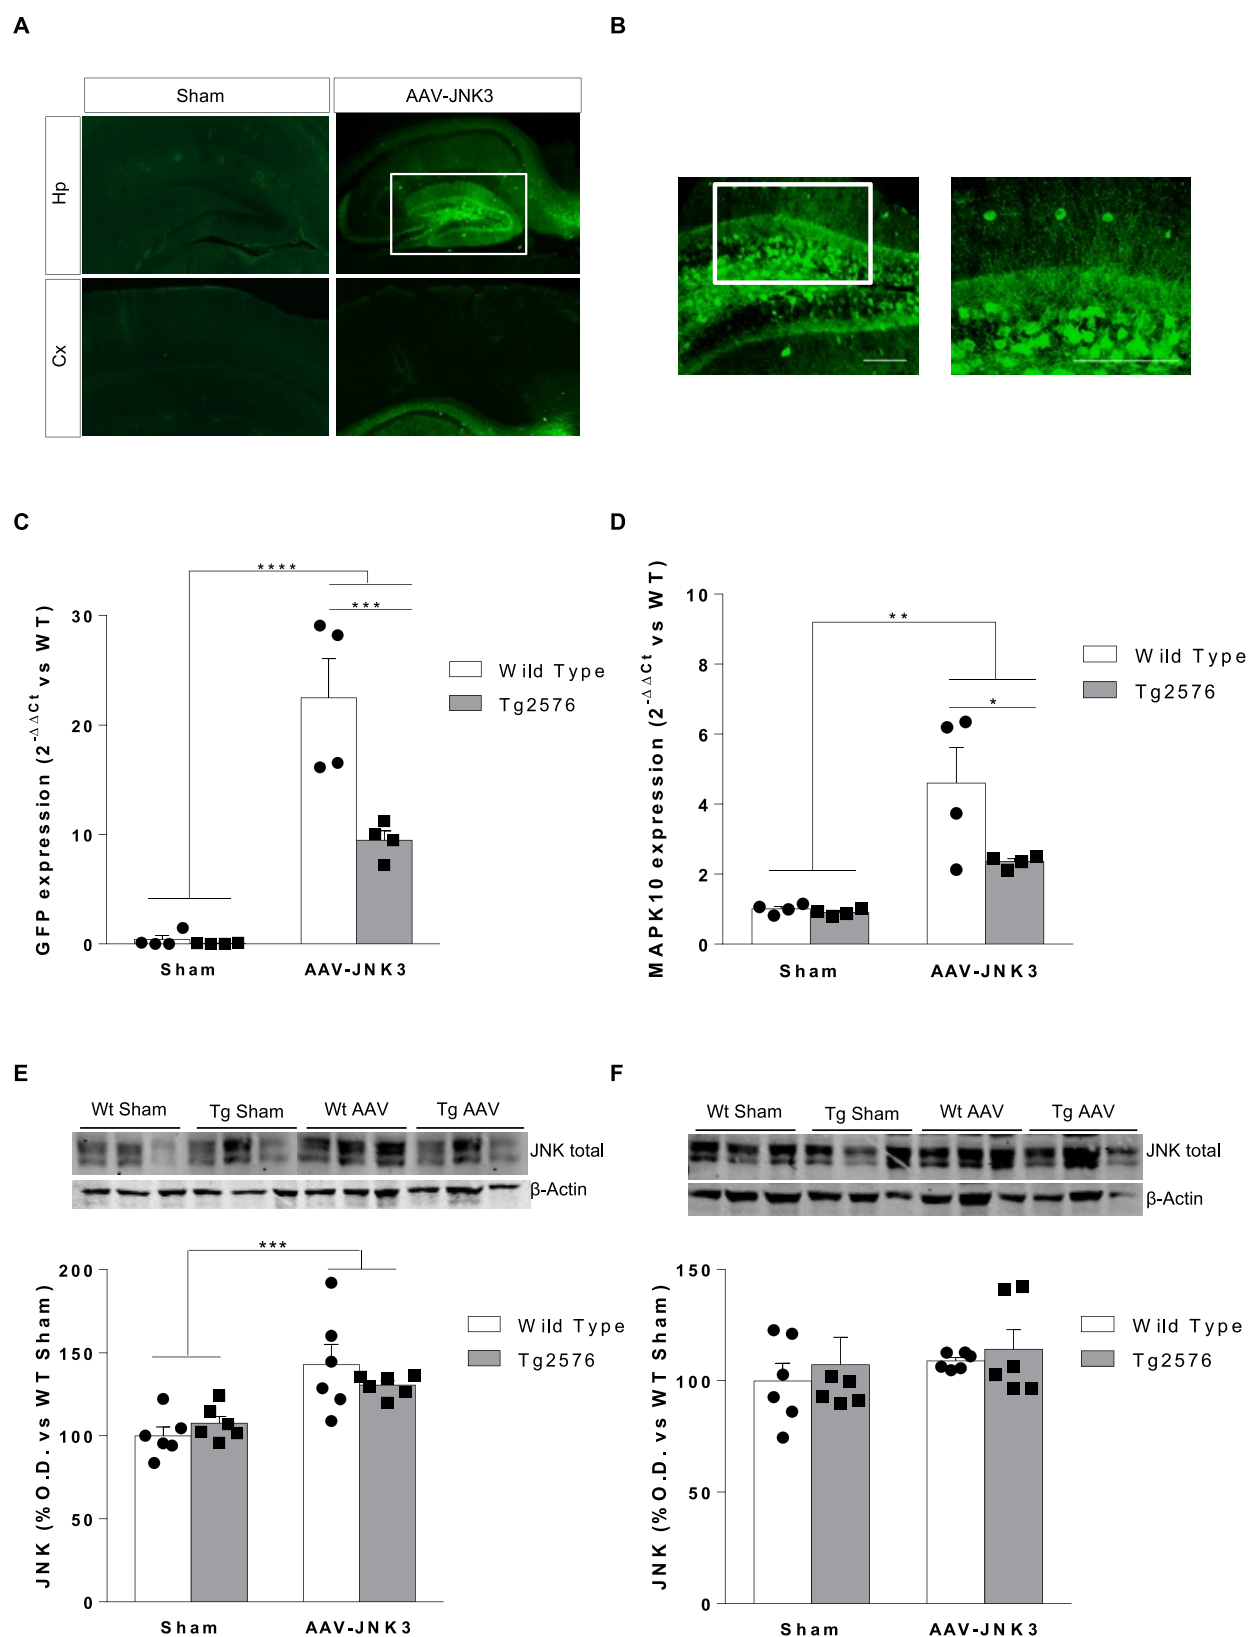 A
B
Sham
AAV-JNK3
Hp
Cx
C
D
****
***
GFP expression (2^-ΔΔCt vs WT)
30
20
10
0
Wild Type
Tg2576
Sham
AAV-JNK3
**
*
MAPK10 expression (2^-ΔΔCt vs WT)
10
8
6
4
2
0
Wild Type
Tg2576
Sham
AAV-JNK3
E
F
Wt Sham
Tg Sham
Wt AAV
Tg AAV
JNK total
β-Actin
***
JNK (% O.D. vs WT Sham)
200
150
100
50
0
Wild Type
Tg2576
Sham
AAV-JNK3
Wt Sham
Tg Sham
Wt AAV
Tg AAV
JNK total
β-Actin
JNK (% O.D. vs WT Sham)
150
100
50
0
Wild Type
Tg2576
Sham
AAV-JNK3